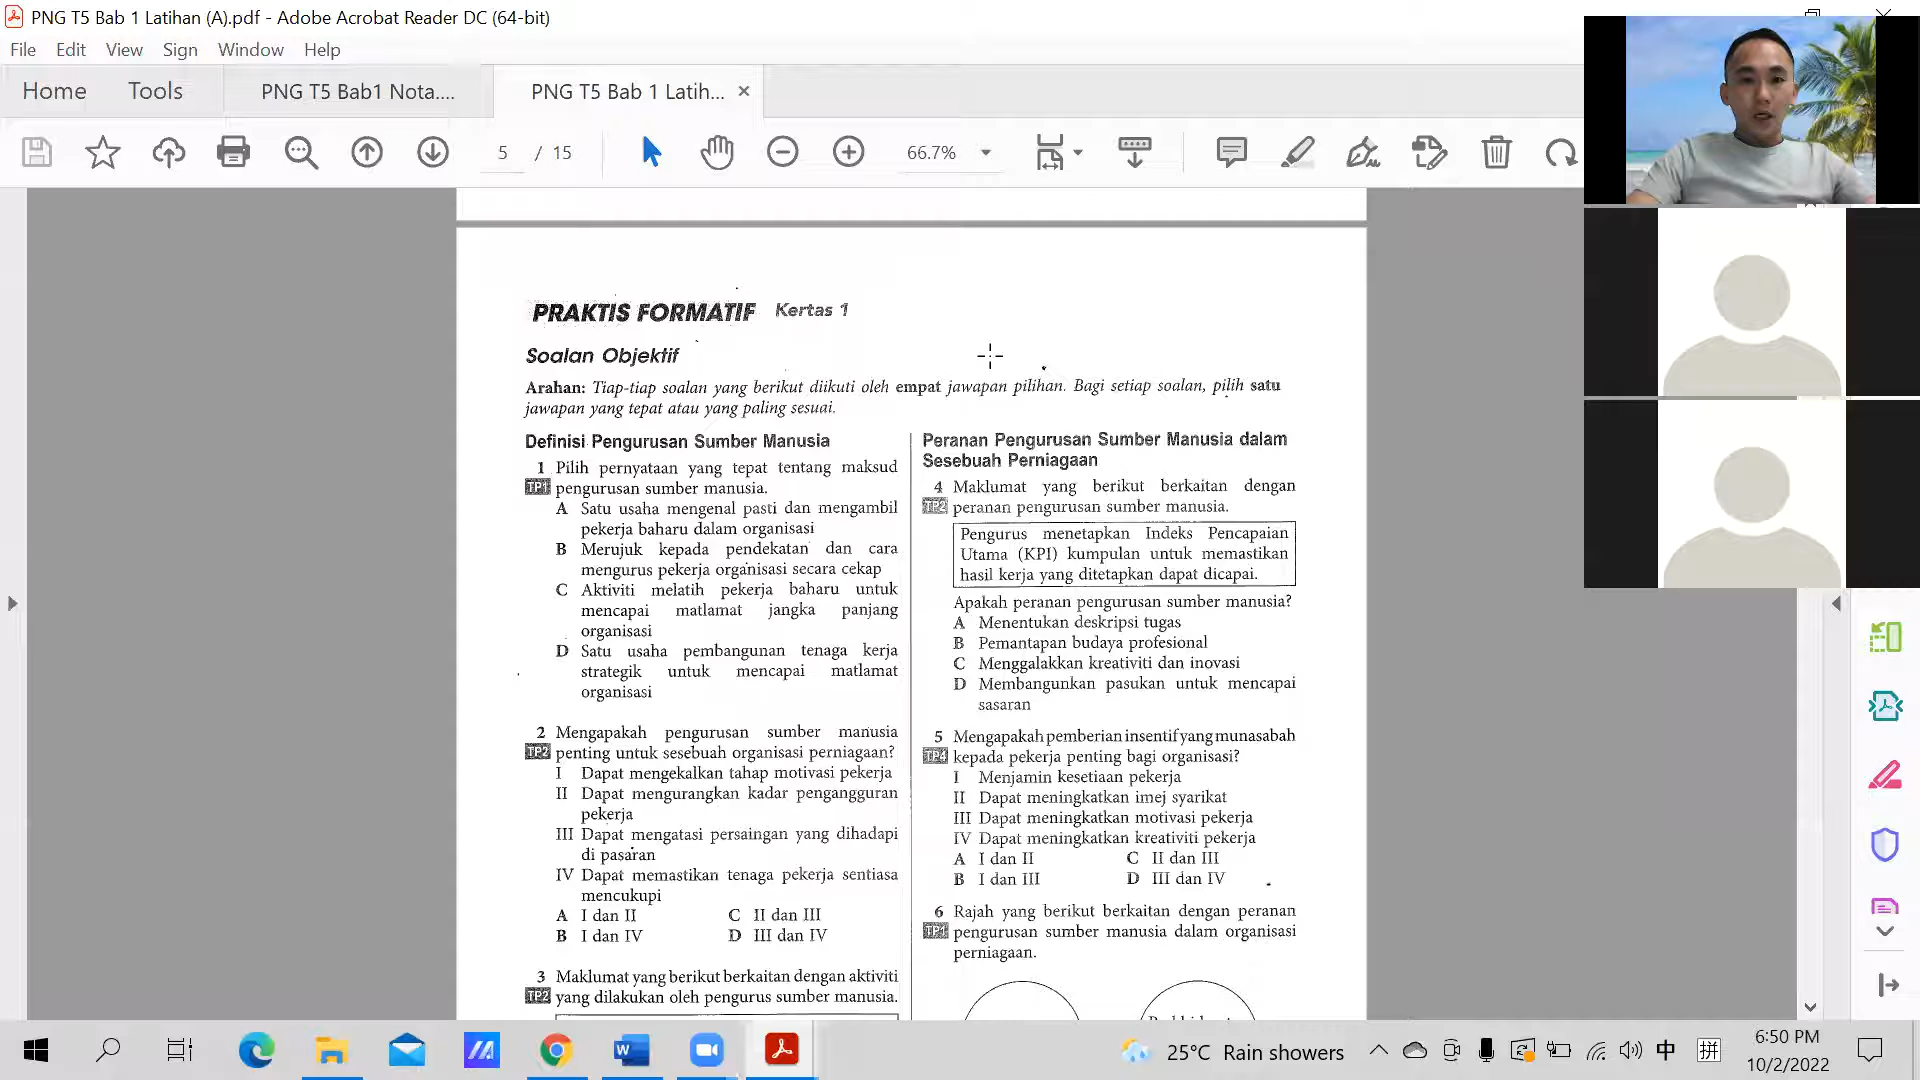 PNG T5 Bab 1 Latihan (A).pdf - Adobe Acrobat Reader DC (64-bit)
File Edit View Sign Window Help
Home Tools PNG T5 Bab1 Nota.... PNG T5 Bab 1 Latih...
5 / 15 66.7%
PRAKTIS FORMATIF Kertas 1
Soalan Objektif
Arahan: Tiap-tiap soalan yang berikut diikuti oleh empat jawapan pilihan. Bagi setiap soalan, pilih satu
jawapan yang tepat atau yang paling sesuai.
Definisi Pengurusan Sumber Manusia
1 Pilih pernyataan yang tepat tentang maksud
TP1 pengurusan sumber manusia.
A Satu usaha mengenal pasti dan mengambil
pekerja baharu dalam organisasi
B Merujuk kepada pendekatan dan cara
mengurus pekerja organisasi secara cekap
C Aktiviti melatih pekerja baharu untuk
mencapai matlamat jangka panjang
organisasi
D Satu usaha pembangunan tenaga kerja
strategik untuk mencapai matlamat
organisasi
2 Mengapakah pengurusan sumber manusia
TP2 penting untuk sesebuah organisasi perniagaan?
I Dapat mengekalkan tahap motivasi pekerja
II Dapat mengurangkan kadar pengangguran
pekerja
III Dapat mengatasi persaingan yang dihadapi
di pasaran
IV Dapat memastikan tenaga pekerja sentiasa
mencukupi
A I dan II C II dan III
B I dan IV D III dan IV
3 Maklumat yang berikut berkaitan dengan aktiviti
TP2 yang dilakukan oleh pengurus sumber manusia.
Peranan Pengurusan Sumber Manusia dalam
Sesebuah Perniagaan
4 Maklumat yang berikut berkaitan dengan
TP2 peranan pengurusan sumber manusia.
Pengurus menetapkan Indeks Pencapaian
Utama (KPI) kumpulan untuk memastikan
hasil kerja yang ditetapkan dapat dicapai.
Apakah peranan pengurusan sumber manusia?
A Menentukan deskripsi tugas
B Pemantapan budaya profesional
C Menggalakkan kreativiti dan inovasi
D Membangunkan pasukan untuk mencapai
sasaran
5 Mengapakah pemberian insentif yang munasabah
TP4 kepada pekerja penting bagi organisasi?
I Menjamin kesetiaan pekerja
II Dapat meningkatkan imej syarikat
III Dapat meningkatkan motivasi pekerja
IV Dapat meningkatkan kreativiti pekerja
A I dan II C II dan III
B I dan III D III dan IV
6 Rajah yang berikut berkaitan dengan peranan
TP1 pengurusan sumber manusia dalam organisasi
perniagaan.
25°C Rain showers 中 拼 6:50 PM
10/2/2022